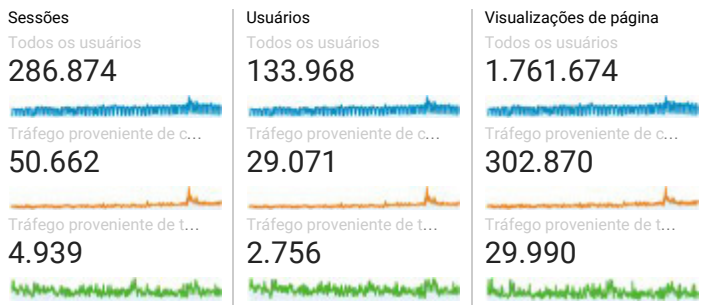 Sessões
Todos os usuários
286.874
Tráfego proveniente de c...
50.662
Tráfego proveniente de t...
4.939
Usuários
Todos os usuários
133.968
Tráfego proveniente de c...
29.071
Tráfego proveniente de t...
2.756
Visualizações de página
Todos os usuários
1.761.674
Tráfego proveniente de c...
302.870
Tráfego proveniente de t...
29.990